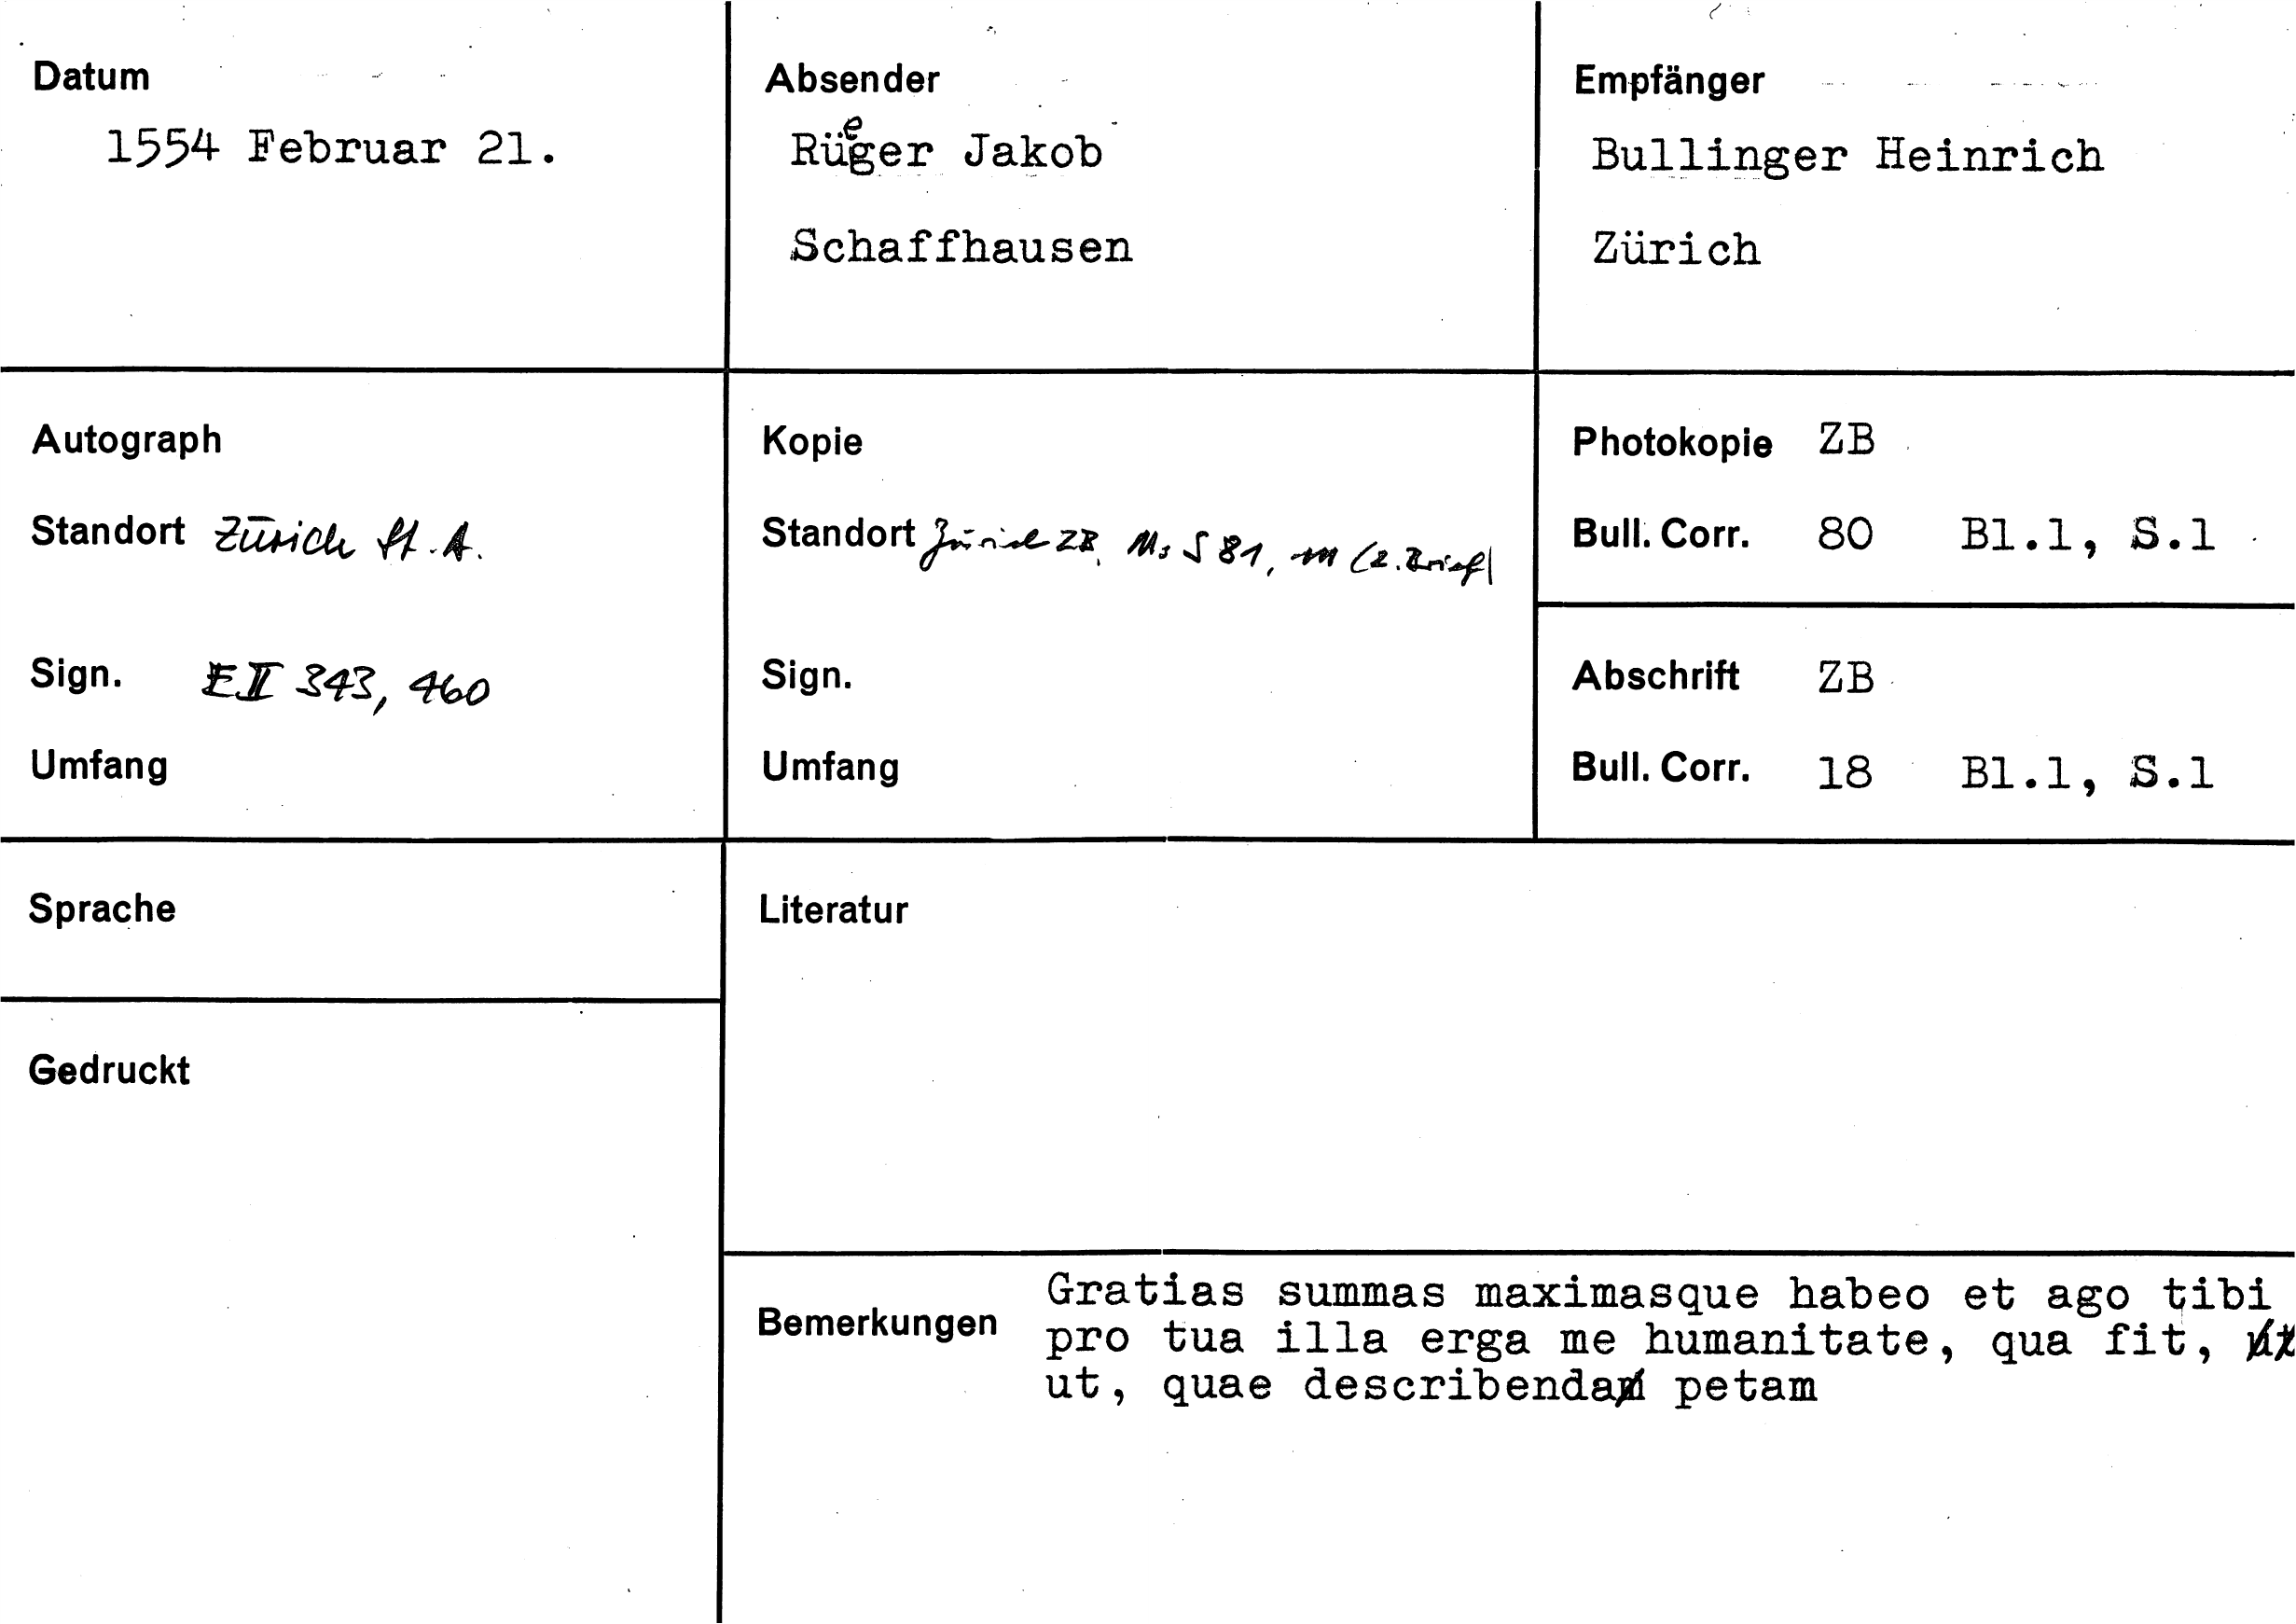 Datum
1554 Februar 21.
Absender
Rüeger Jakob
Schaffhausen
Empfänger
Bullinger Heinrich
Zürich
Autograph
Standort Zürich St. A.
Sign. E II 343, 460
Umfang
Kopie
Standort Zürich ZB, Ms S 81, 111 (2. Brief)
Sign.
Umfang
Photokopie ZB
Bull. Corr. 80 Bl.1, S.1
Abschrift ZB
Bull. Corr. 18 Bl.1, S.1
Sprache
Gedruckt
Literatur
Bemerkungen
Gratias summas maximasque habeo et ago tibi
pro tua illa erga me humanitate, qua fit,
ut, quae describenda petam